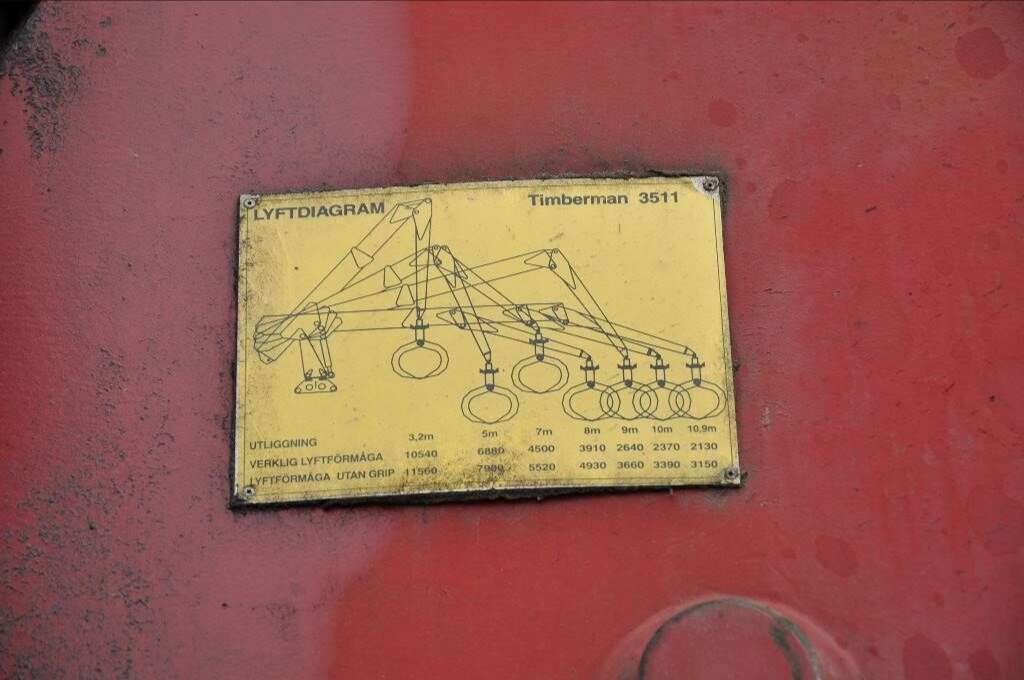 LYFTDIAGRAM Timberman 3511
UTLIGGNING 3,2m 5m 7m 8m 9m 10m 10,9m
VERKLIG LYFTFÖRMÅGA 10540 6880 4500 3910 2640 2370 2130
LYFTFÖRMÅGA UTAN GRIP 11560 7900 5520 4930 3660 3390 3150